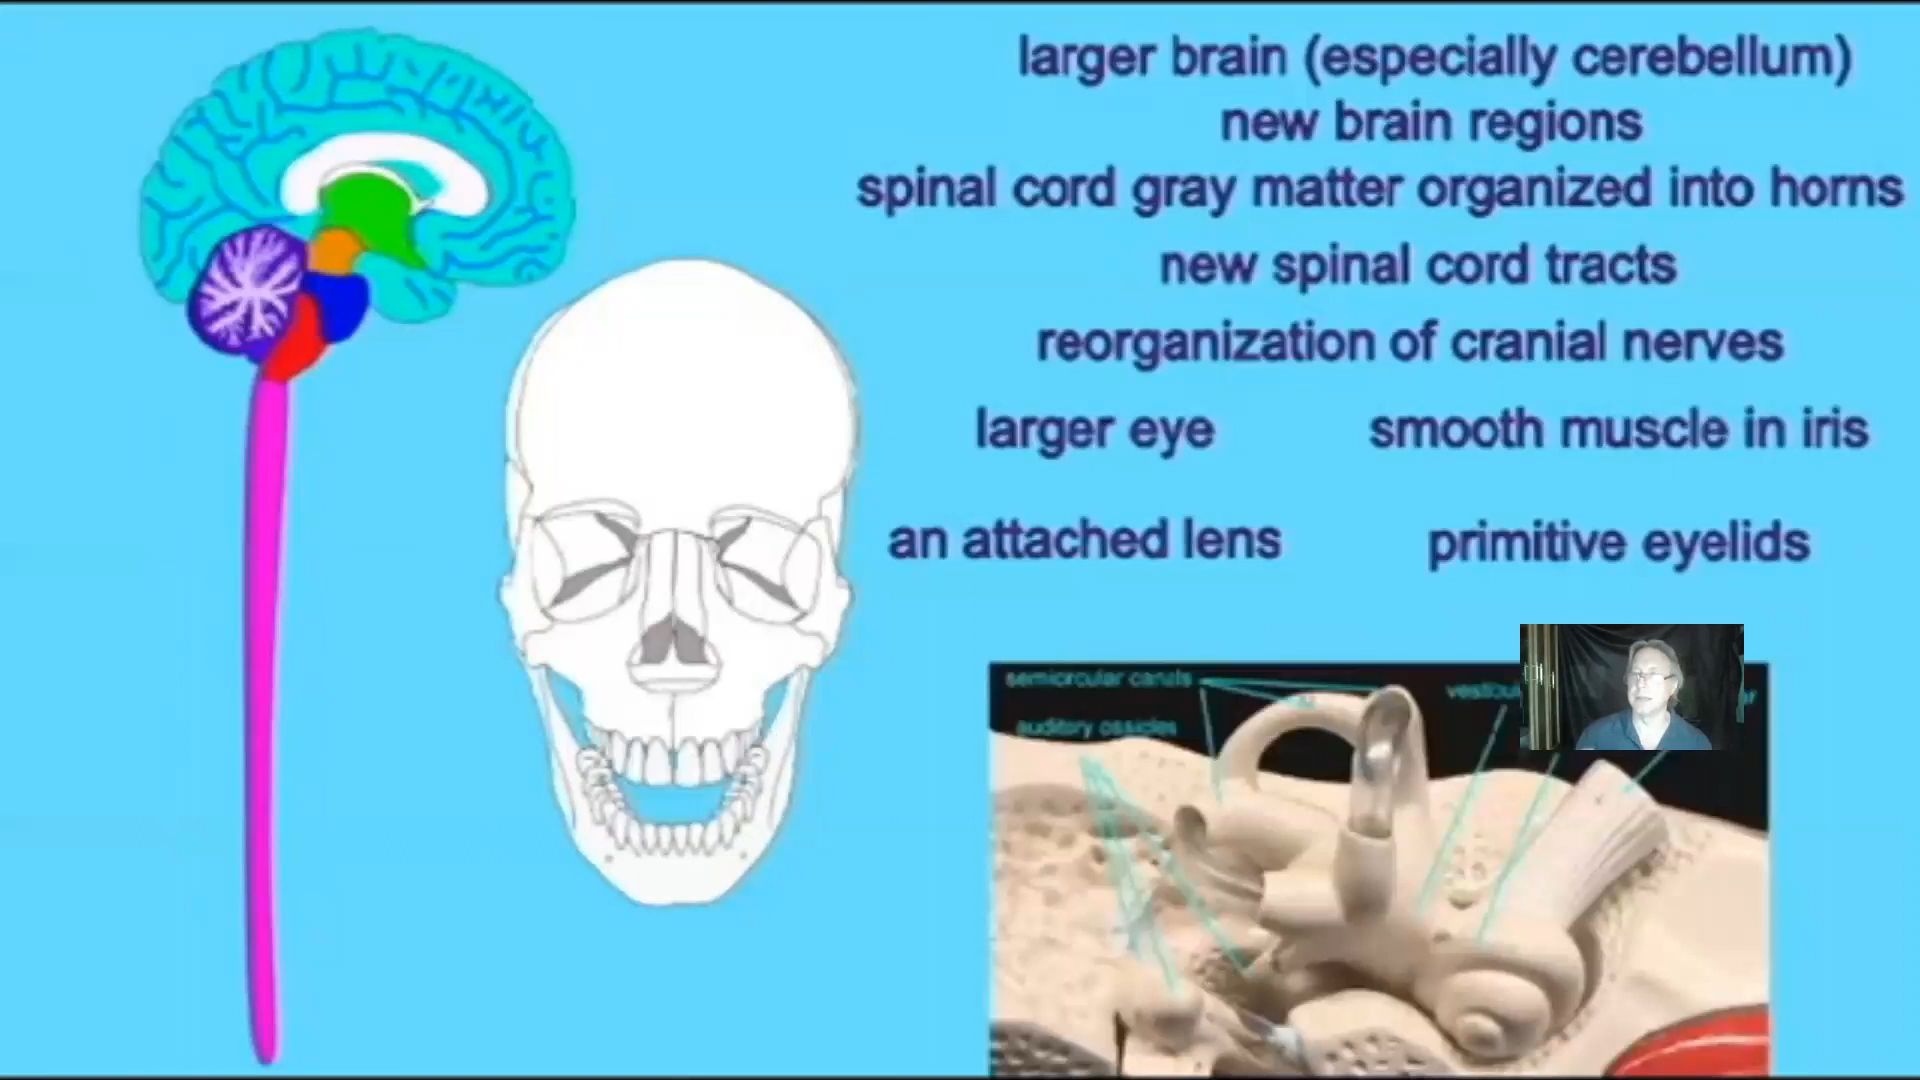 larger brain (especially cerebellum)
new brain regions
spinal cord gray matter organized into horns
new spinal cord tracts
reorganization of cranial nerves
larger eye smooth muscle in iris
an attached lens primitive eyelids
semicircular canals
auditory ossicles